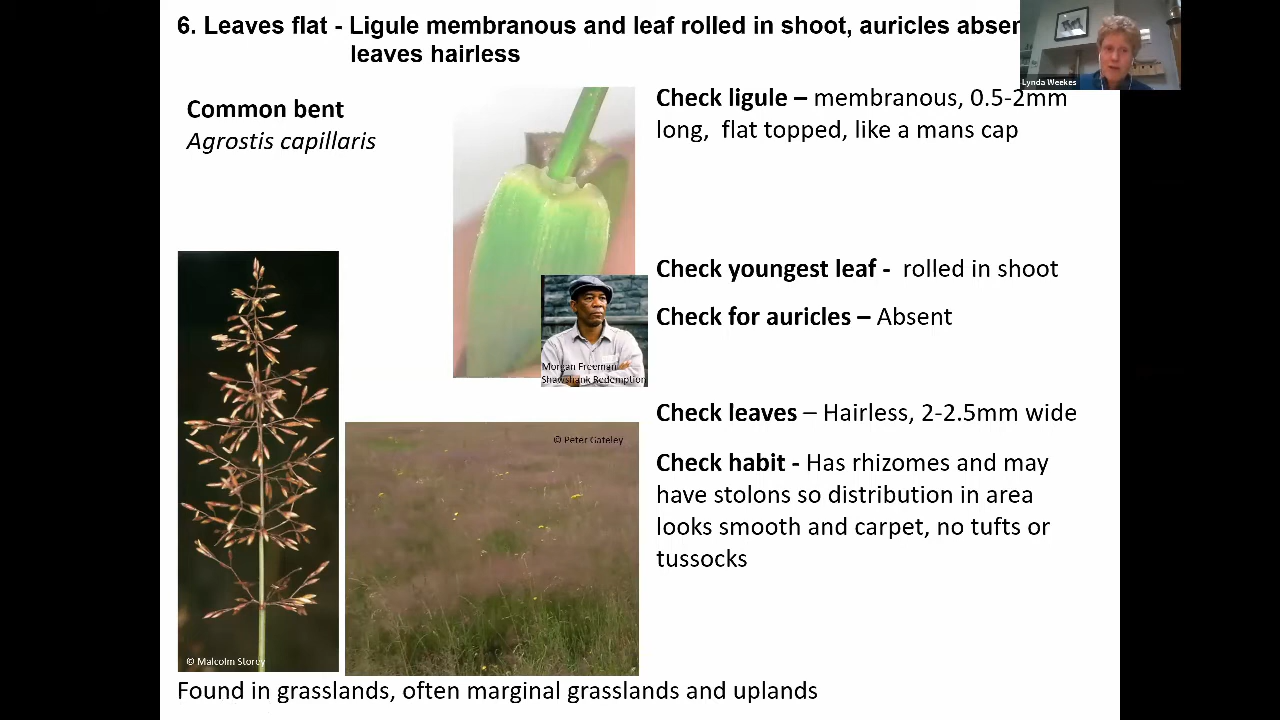 6. Leaves flat - Ligule membranous and leaf rolled in shoot, auricles abser
leaves hairless
Lynda Weekes
Common bent
Agrostis capillaris
Check ligule – membranous, 0.5-2mm
long, flat topped, like a mans cap
Check youngest leaf - rolled in shoot
Check for auricles – Absent
Morgan Freeman
Shawshank Redemption
Check leaves – Hairless, 2-2.5mm wide
© Peter Gateley
Check habit - Has rhizomes and may
have stolons so distribution in area
looks smooth and carpet, no tufts or
tussocks
© Malcolm Storey
Found in grasslands, often marginal grasslands and uplands